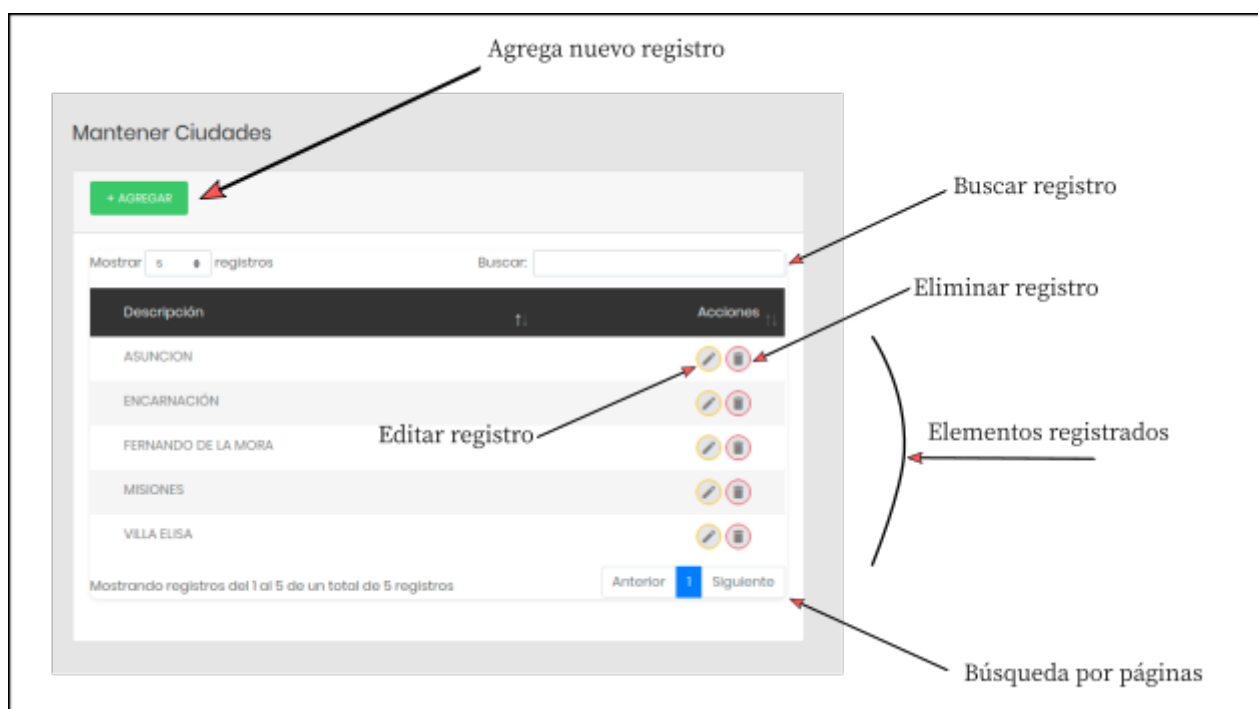 Agrega nuevo registro
Mantener Ciudades
+ AGREGAR
Buscar registro
Mostrar 5 registros
Buscar:
Eliminar registro
Descripción
Acciones
ASUNCION
ENCARNACIÓN
Editar registro
Elementos registrados
FERNANDO DE LA MORA
MISIONES
VILLA ELISA
Mostrando registros del 1 al 5 de un total de 5 registros
Anterior 1 Siguiente
Búsqueda por páginas